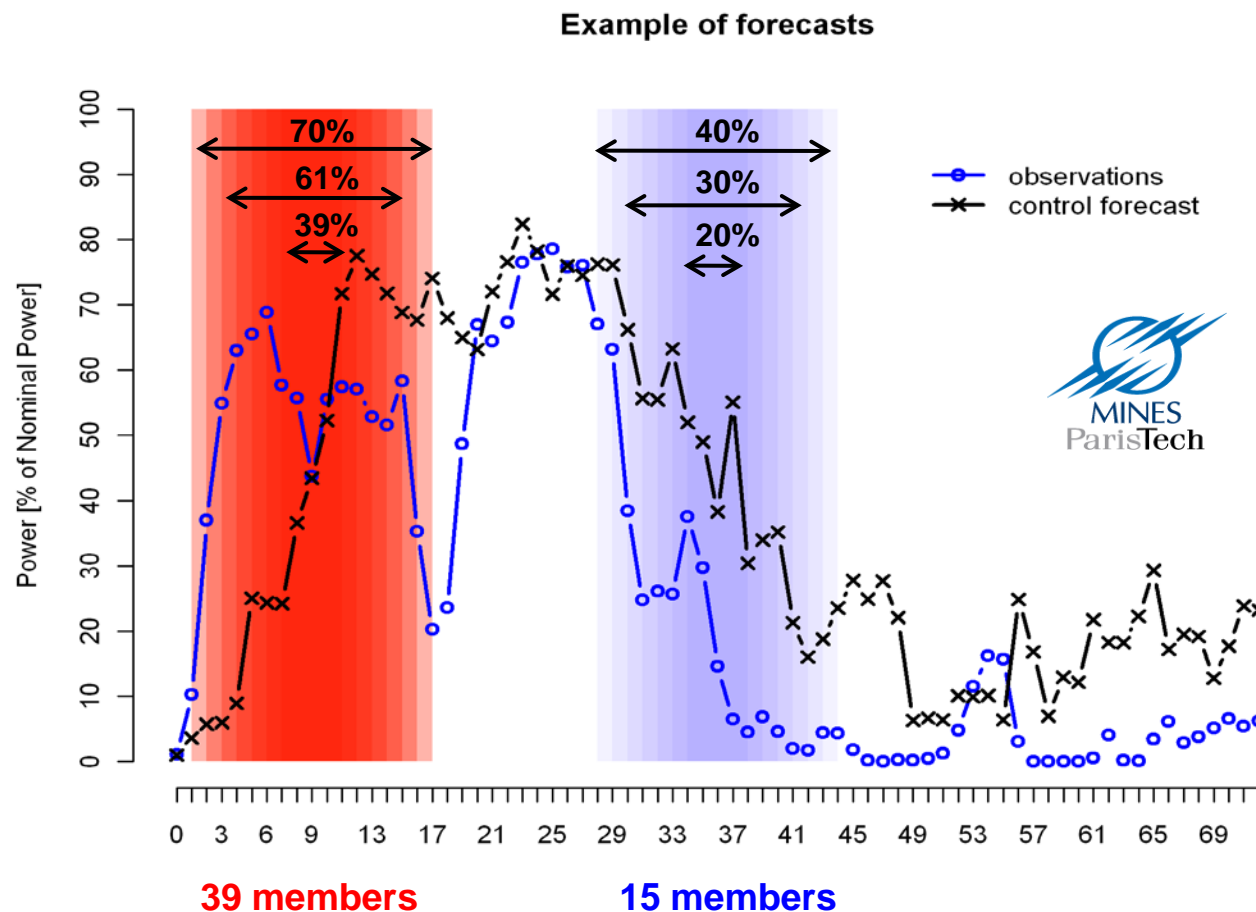 Example of forecasts
Power [% of Nominal Power]
100
90
80
70
60
50
40
30
20
10
0
70%
61%
39%
40%
30%
20%
observations
control forecast
MINES
ParisTech
0 3 6 9 13 17 21 25 29 33 37 41 45 49 53 57 61 65 69
39 members 15 members